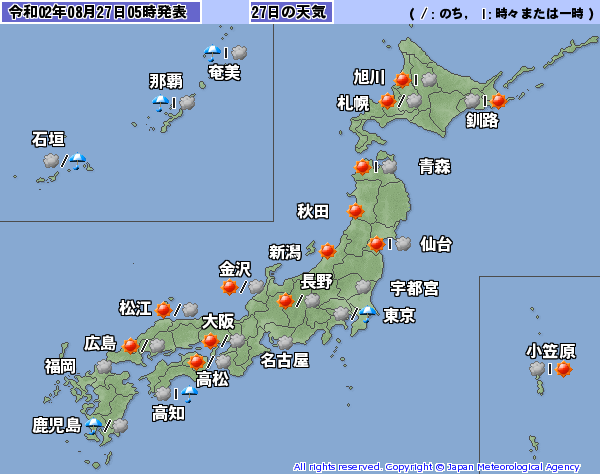 令和02年08月27日05時発表 27日の天気 ( /: のち, |: 時々または一時 )
奄美
那覇
石垣
旭川
札幌
釧路
青森
秋田
仙台
新潟
金沢
長野
宇都宮
松江
大阪
東京
広島
名古屋
小笠原
福岡
高松
高知
鹿児島
All rights reserved. Copyright © Japan Meteorological Agency